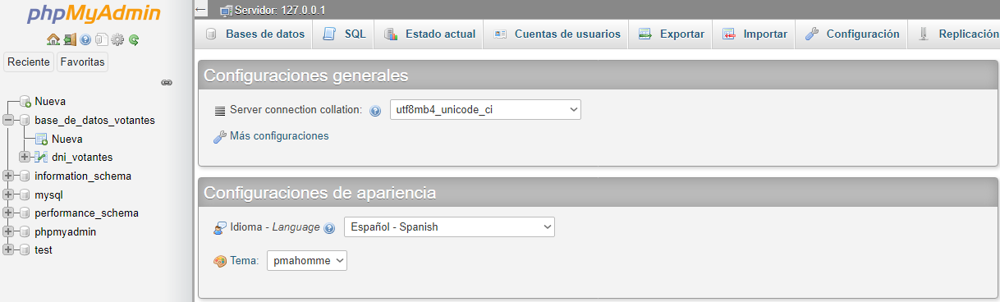 phpMyAdmin
Reciente
Favoritas
Nueva
base_de_datos_votantes
Nueva
dni_votantes
information_schema
mysql
performance_schema
phpmyadmin
test
Servidor: 127.0.0.1
Bases de datos
SQL
Estado actual
Cuentas de usuarios
Exportar
Importar
Configuración
Replicación
Configuraciones generales
Server connection collation:
utf8mb4_unicode_ci
Más configuraciones
Configuraciones de apariencia
Idioma - Language
Español - Spanish
Tema:
pmahomme